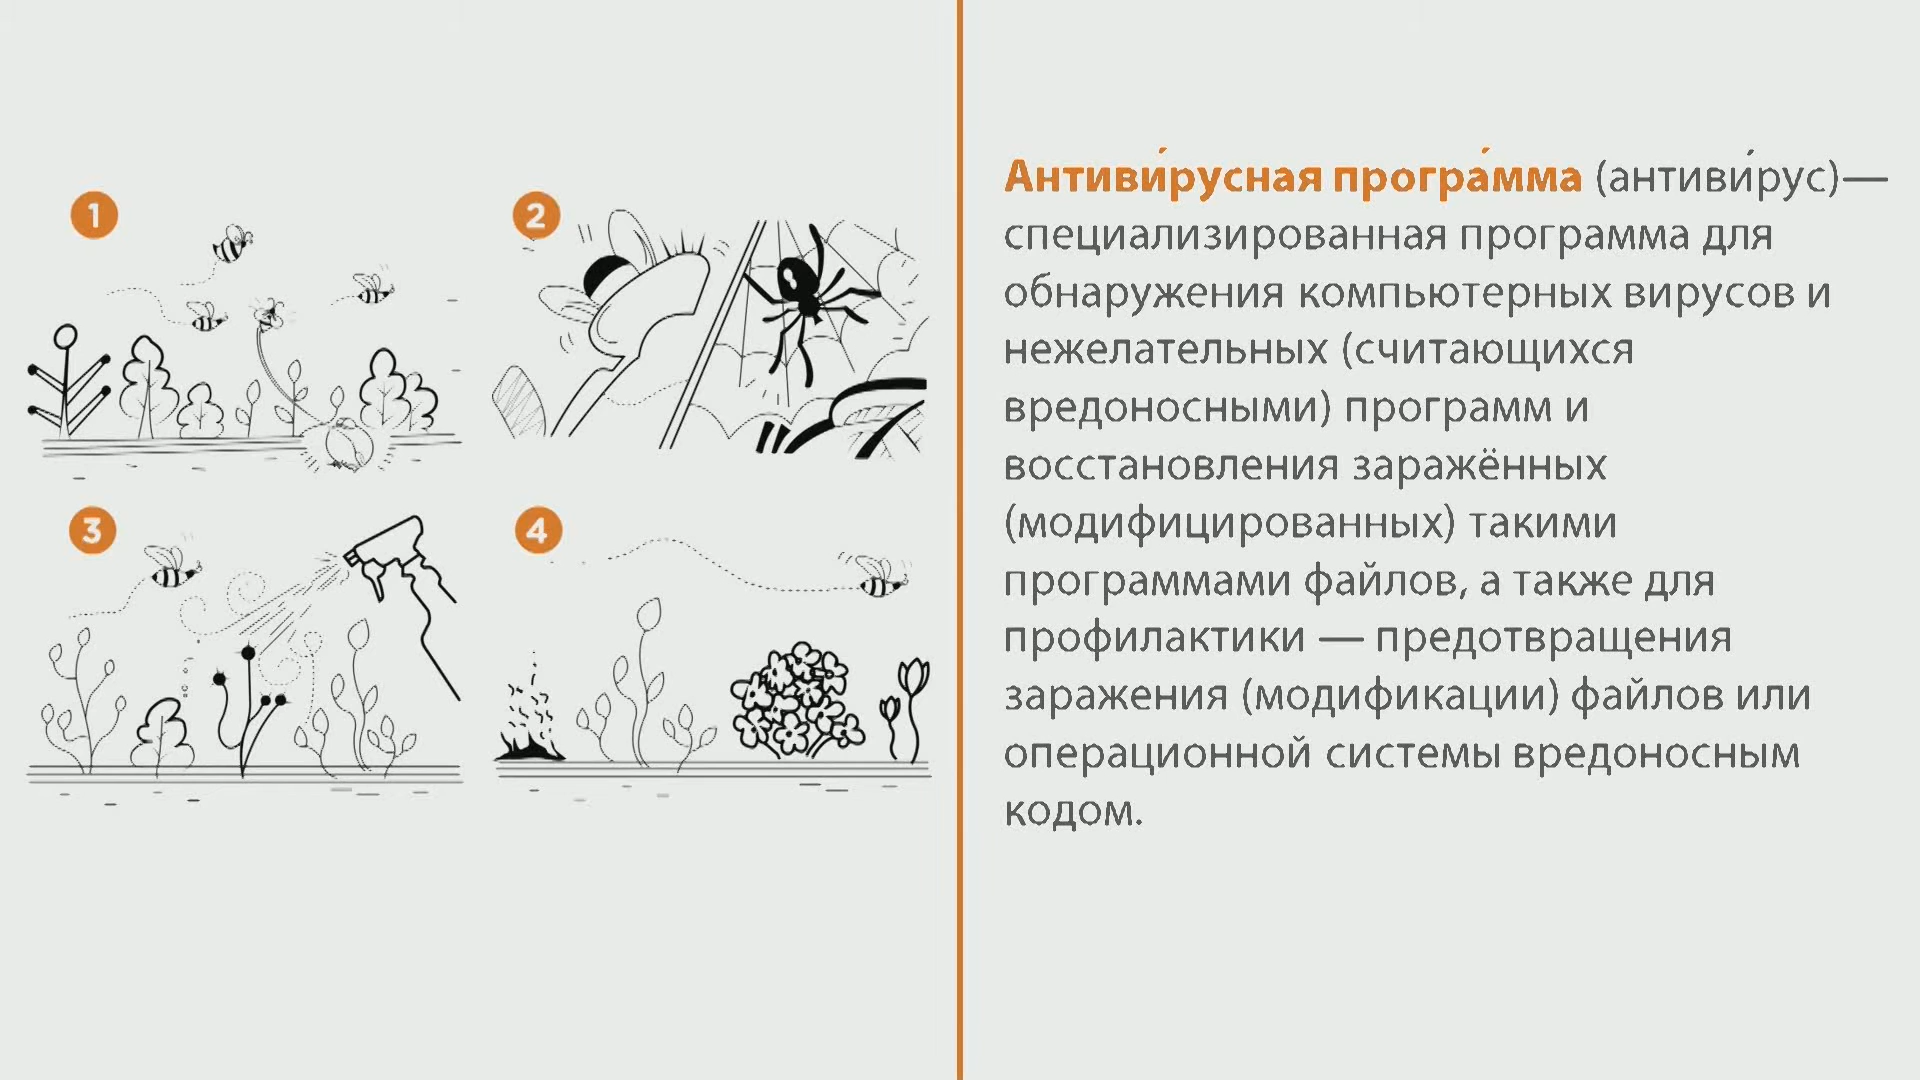 1
2
3
4
Антиви́русная програ́мма (антиви́рус)—
специализированная программа для
обнаружения компьютерных вирусов и
нежелательных (считающихся
вредоносными) программ и
восстановления заражённых
(модифицированных) такими
программами файлов, а также для
профилактики — предотвращения
заражения (модификации) файлов или
операционной системы вредоносным
кодом.